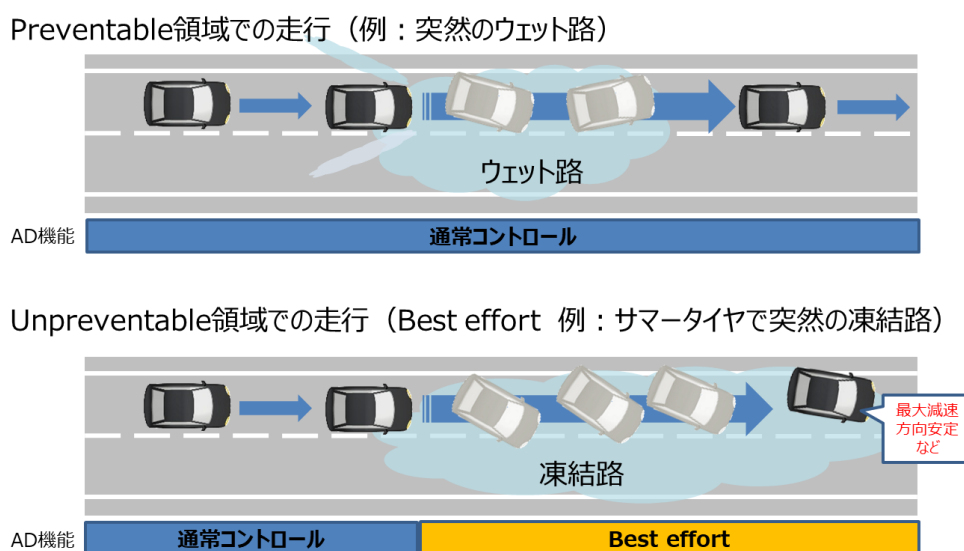 Preventable領域での走行（例：突然のウェット路）
ウェット路
AD機能
通常コントロール
Unpreventable領域での走行（Best effort 例：サマータイヤで突然の凍結路）
最大減速
方向安定
など
凍結路
AD機能
通常コントロール
Best effort